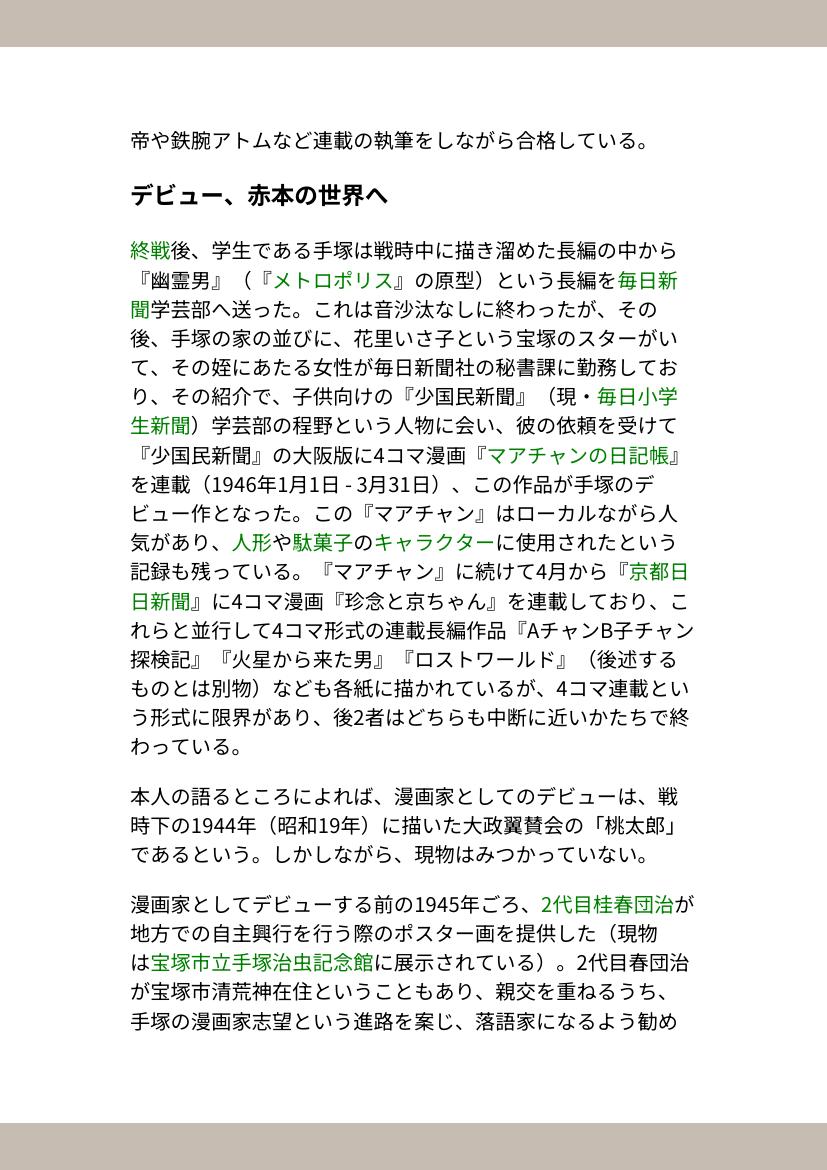 帝や鉄腕アトムなど連載の執筆をしながら合格している。
デビュー、赤本の世界へ
終戦後、学生である手塚は戦時中に描き溜めた長編の中から
『幽霊男』（『メトロポリス』の原型）という長編を毎日新
聞学芸部へ送った。これは音沙汰なしに終わったが、その
後、手塚の家の並びに、花里いさ子という宝塚のスターがい
て、その姪にあたる女性が毎日新聞社の秘書課に勤務してお
り、その紹介で、子供向けの『少国民新聞』（現・毎日小学
生新聞）学芸部の程野という人物に会い、彼の依頼を受けて
『少国民新聞』の大阪版に4コマ漫画『マアチャンの日記帳』
を連載（1946年1月1日 - 3月31日）、この作品が手塚のデ
ビュー作となった。この『マアチャン』はローカルながら人
気があり、人形や駄菓子のキャラクターに使用されたという
記録も残っている。『マアチャン』に続けて4月から『京都日
日新聞』に4コマ漫画『珍念と京ちゃん』を連載しており、こ
れらと並行して4コマ形式の連載長編作品『AチャンB子チャン
探検記』『火星から来た男』『ロストワールド』（後述する
ものとは別物）なども各紙に描かれているが、4コマ連載とい
う形式に限界があり、後2者はどちらも中断に近いかたちで終
わっている。
本人の語るところによれば、漫画家としてのデビューは、戦
時下の1944年（昭和19年）に描いた大政翼賛会の「桃太郎」
であるという。しかしながら、現物はみつかっていない。
漫画家としてデビューする前の1945年ごろ、2代目桂春団治が
地方での自主興行を行う際のポスター画を提供した（現物
は宝塚市立手塚治虫記念館に展示されている）。2代目春団治
が宝塚市清荒神在住ということもあり、親交を重ねるうち、
手塚の漫画家志望という進路を案じ、落語家になるよう勧め